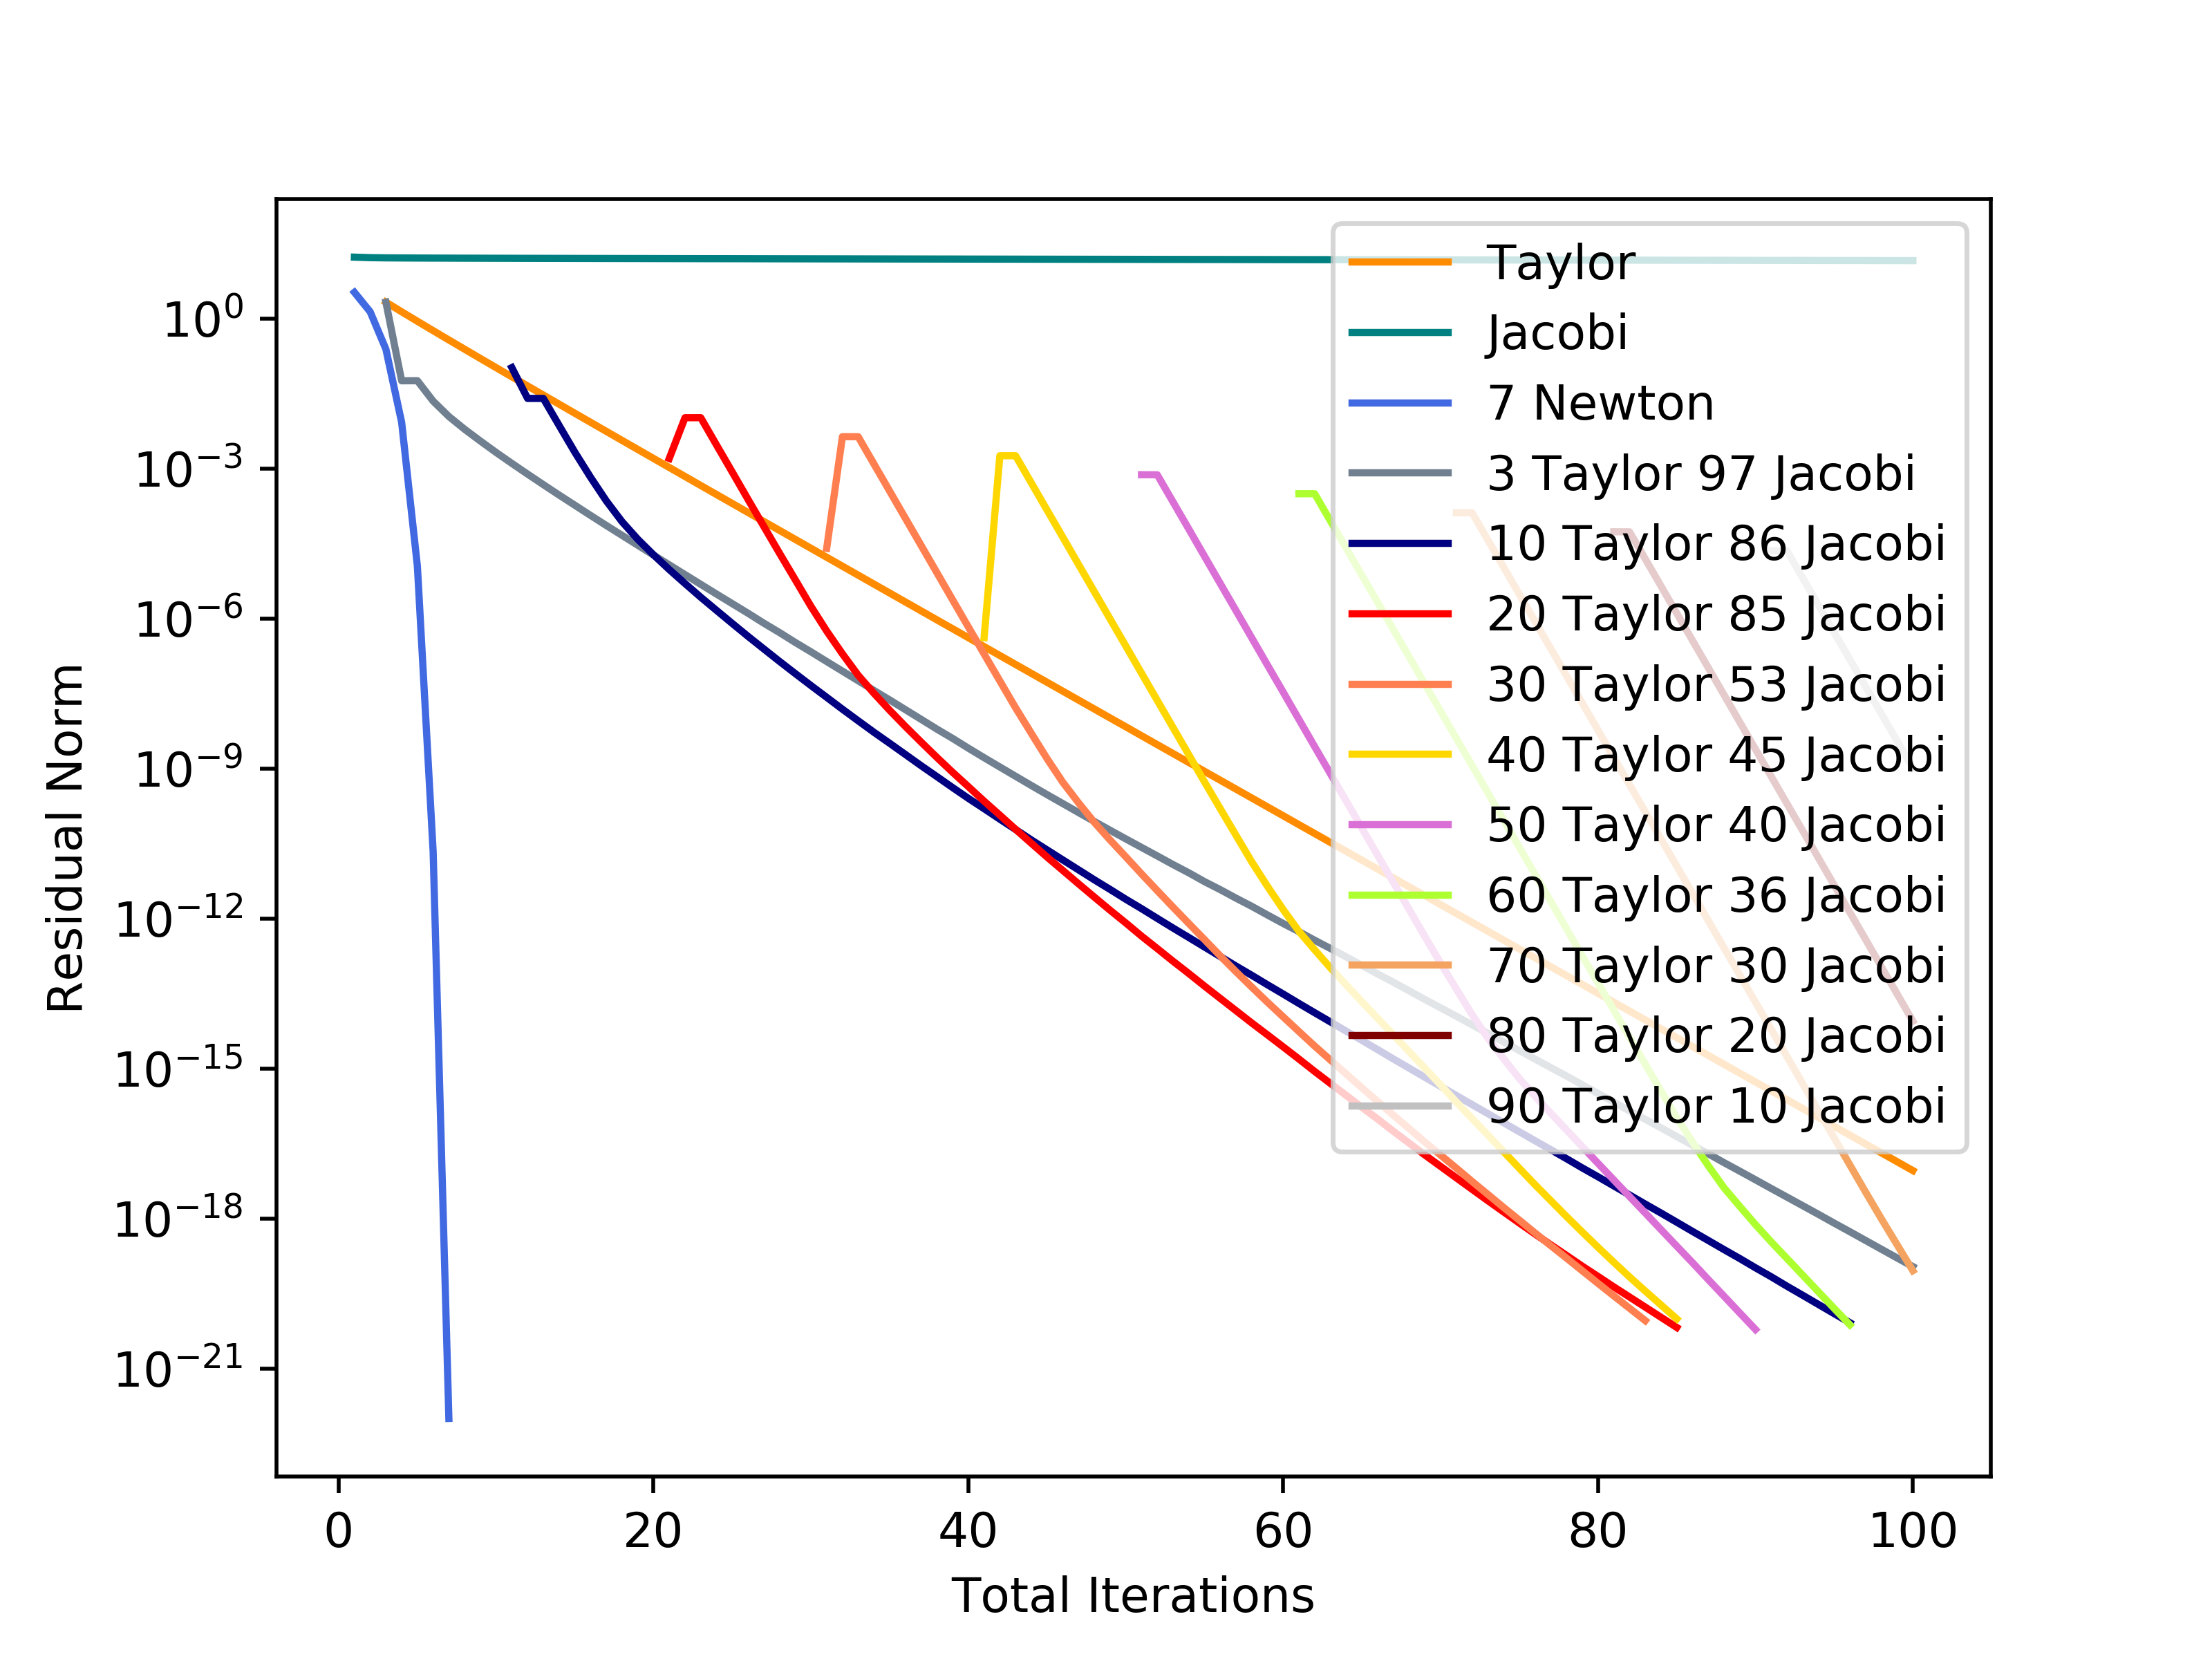 Taylor
Jacobi
7 Newton
3 Taylor 97 Jacobi
10 Taylor 86 Jacobi
20 Taylor 85 Jacobi
30 Taylor 53 Jacobi
40 Taylor 45 Jacobi
50 Taylor 40 Jacobi
60 Taylor 36 Jacobi
70 Taylor 30 Jacobi
80 Taylor 20 Jacobi
90 Taylor 10 Jacobi
10⁰
10⁻³
10⁻⁶
10⁻⁹
10⁻¹²
10⁻¹⁵
10⁻¹⁸
10⁻²¹
Residual Norm
0 20 40 60 80 100
Total Iterations